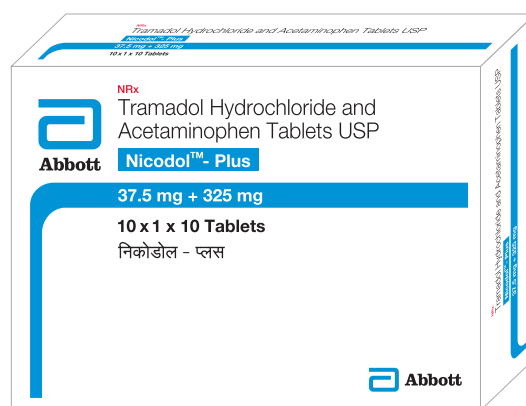 NRx
Tramadol Hydrochloride and Acetaminophen Tablets USP
Nicodol™- Plus
37.5 mg + 325 mg
10 x 1 x 10 Tablets
NRx
Tramadol Hydrochloride and
Acetaminophen Tablets USP
Nicodol™- Plus
37.5 mg + 325 mg
10 x 1 x 10 Tablets
निकोडोल - प्लस
Abbott
Abbott
NRx
Tramadol Hydrochloride and Acetaminophen Tablets USP
Nicodol™- Plus
37.5 mg + 325 mg